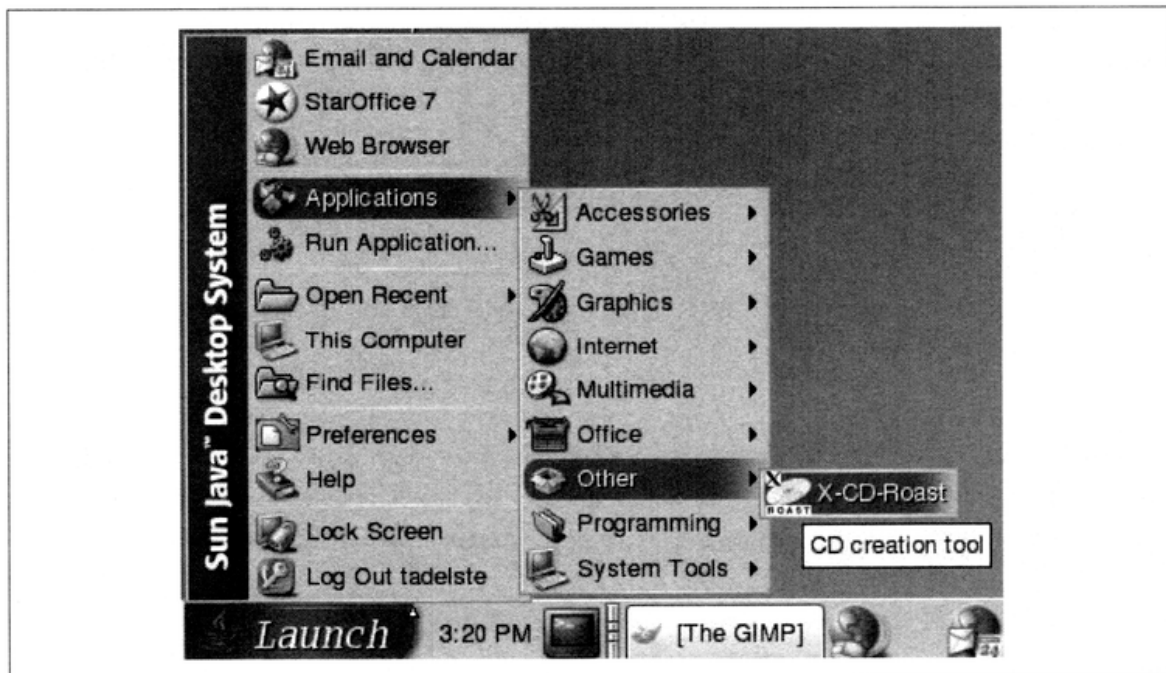 Sun Java™ Desktop System
Email and Calendar
StarOffice 7
Web Browser
Applications
Run Application...
Open Recent
This Computer
Find Files...
Preferences
Help
Lock Screen
Log Out tadelste
Accessories
Games
Graphics
Internet
Multimedia
Office
Other
Programming
System Tools
X
ROAST
X-CD-Roast
CD creation tool
Launch
3:20 PM
[The GIMP]
24